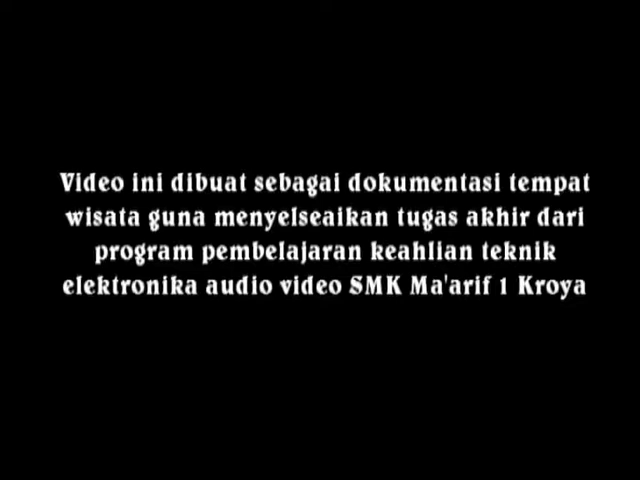 Video ini dibuat sebagai dokumentasi tempat
wisata guna menyelseaikan tugas akhir dari
program pembelajaran keahlian teknik
elektronika audio video SMK Ma'arif 1 Kroya